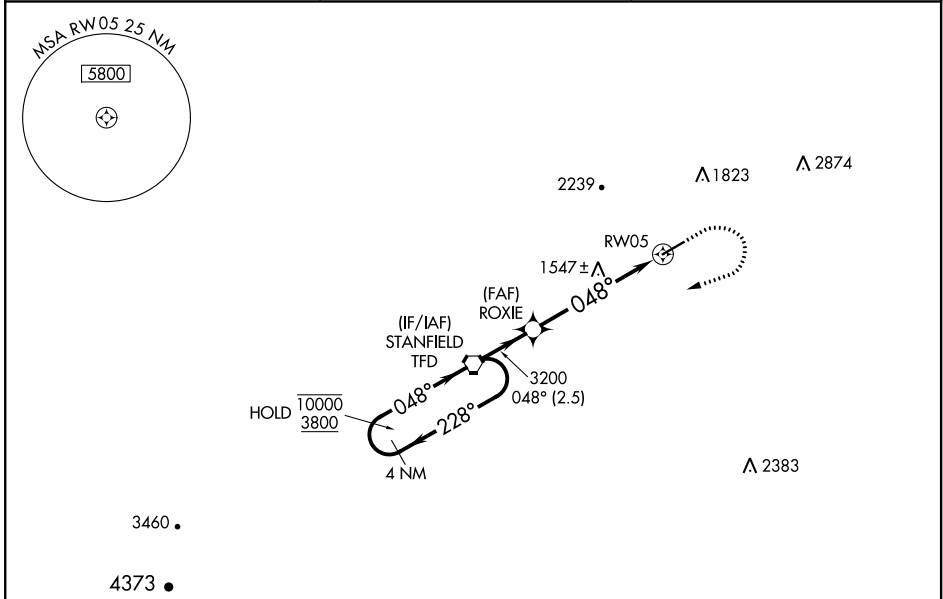 MSA RW05 25 NM
5800
2239
1823
2874
RW05
1547±
048°
(FAF)
ROXIE
(IF/IAF)
STANFIELD
TFD
3200
048° (2.5)
048°
HOLD
10000
3800
228°
4 NM
2383
3460
4373